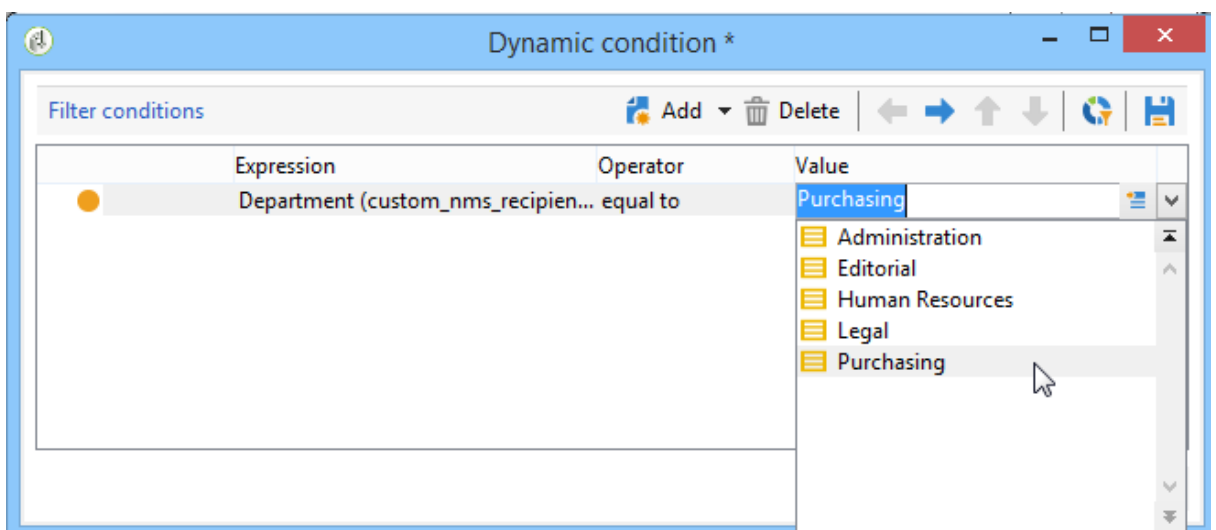 Dynamic condition *
Filter conditions Add Delete
Expression Operator Value
Department (custom_nms_recipien... equal to Purchasing
Administration
Editorial
Human Resources
Legal
Purchasing